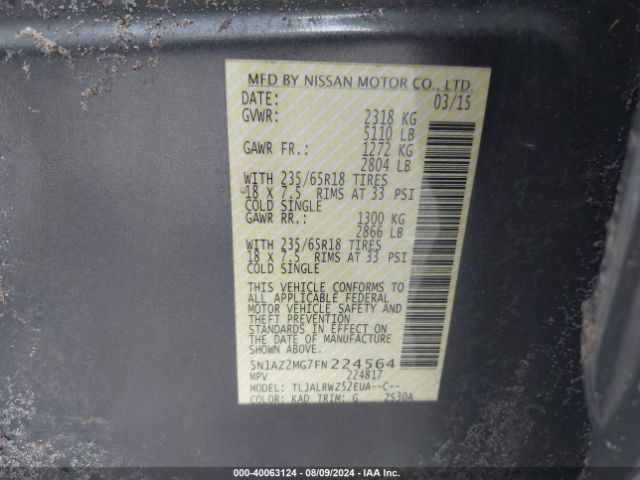 MFD BY NISSAN MOTOR CO., LTD.
DATE: 03/15
GVWR: 2318 KG
5110 LB
GAWR FR.: 1272 KG
2804 LB
WITH 235/65R18 TIRES
18 X 7.5 RIMS AT 33 PSI
COLD SINGLE
GAWR RR.: 1300 KG
2866 LB
WITH 235/65R18 TIRES
18 X 7.5 RIMS AT 33 PSI
COLD SINGLE
THIS VEHICLE CONFORMS TO
ALL APPLICABLE FEDERAL
MOTOR VEHICLE SAFETY AND
THEFT PREVENTION
STANDARDS IN EFFECT ON
THE DATE OF MANUFACTURE
SHOWN ABOVE.
5N1AZ2MG7FN224564
MPV 224817
MODEL: TLJALRWZ52EUA--C--
COLOR: KAD TRIM: G ZS30A
000-40063124 - 08/09/2024 - IAA Inc.